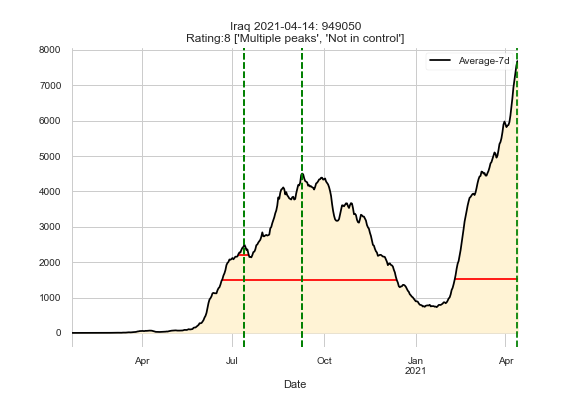 Iraq 2021-04-14: 949050
Rating:8 ['Multiple peaks', 'Not in control']
Average-7d
8000
7000
6000
5000
4000
3000
2000
1000
0
Apr Jul Oct Jan Apr
2021
Date